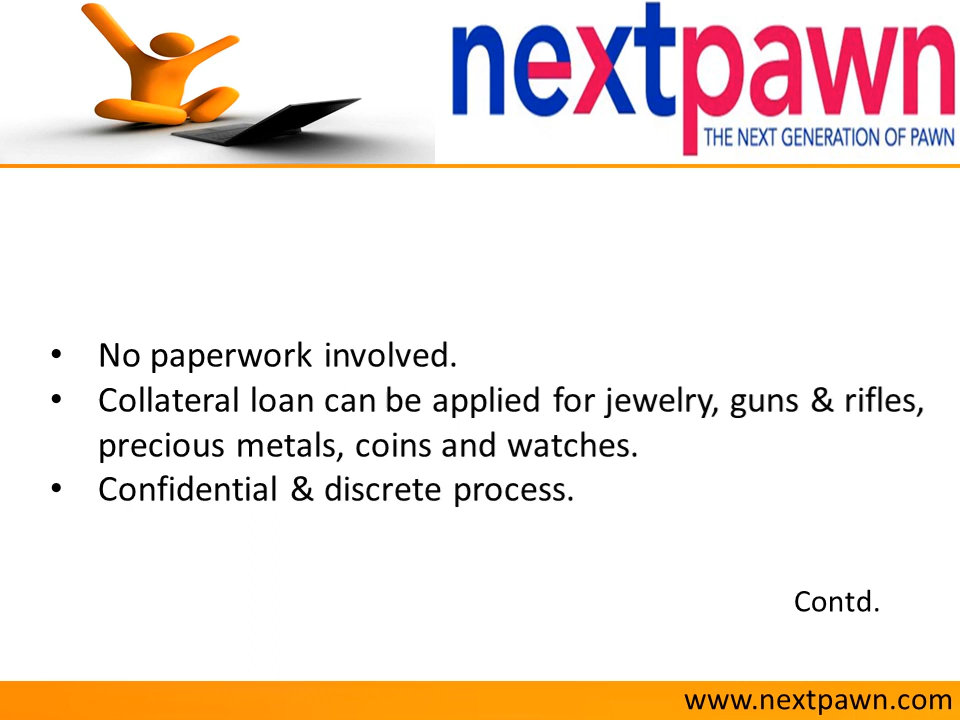 nextpawn
THE NEXT GENERATION OF PAWN
• No paperwork involved.
• Collateral loan can be applied for jewelry, guns & rifles,
precious metals, coins and watches.
• Confidential & discrete process.
Contd.
www.nextpawn.com